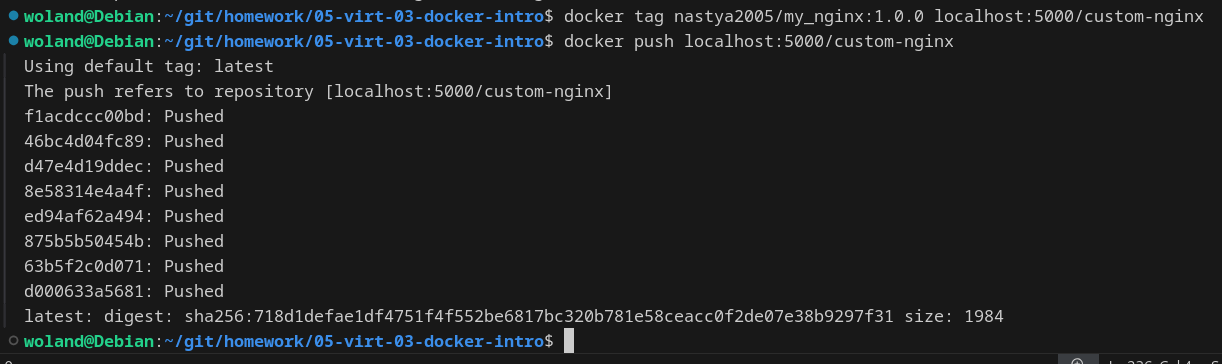 woland@Debian:~/git/homework/05-virt-03-docker-intro$ docker tag nastya2005/my_nginx:1.0.0 localhost:5000/custom-nginx
woland@Debian:~/git/homework/05-virt-03-docker-intro$ docker push localhost:5000/custom-nginx
Using default tag: latest
The push refers to repository [localhost:5000/custom-nginx]
f1acdccc00bd: Pushed
46bc4d04fc89: Pushed
d47e4d19ddec: Pushed
8e58314e4a4f: Pushed
ed94af62a494: Pushed
875b5b50454b: Pushed
63b5f2c0d071: Pushed
d000633a5681: Pushed
latest: digest: sha256:718d1defae1df4751f4f552be6817bc320b781e58ceacc0f2de07e38b9297f31 size: 1984
woland@Debian:~/git/homework/05-virt-03-docker-intro$